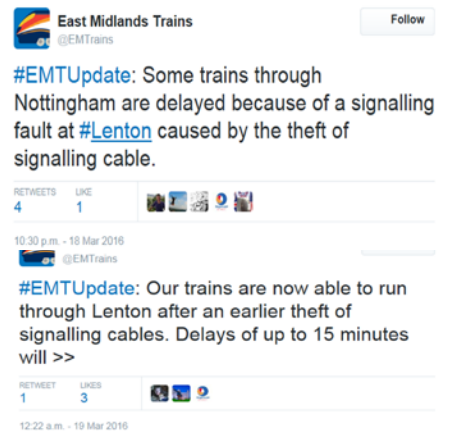 East Midlands Trains
@EMTrains
Follow
#EMTUpdate: Some trains through
Nottingham are delayed because of a signalling
fault at #Lenton caused by the theft of
signalling cable.
RETWEETS LIKE
4 1
10:30 p.m. - 18 Mar 2016
@EMTrains
#EMTUpdate: Our trains are now able to run
through Lenton after an earlier theft of
signalling cables. Delays of up to 15 minutes
will >>
RETWEET LIKES
1 3
12:22 a.m. - 19 Mar 2016